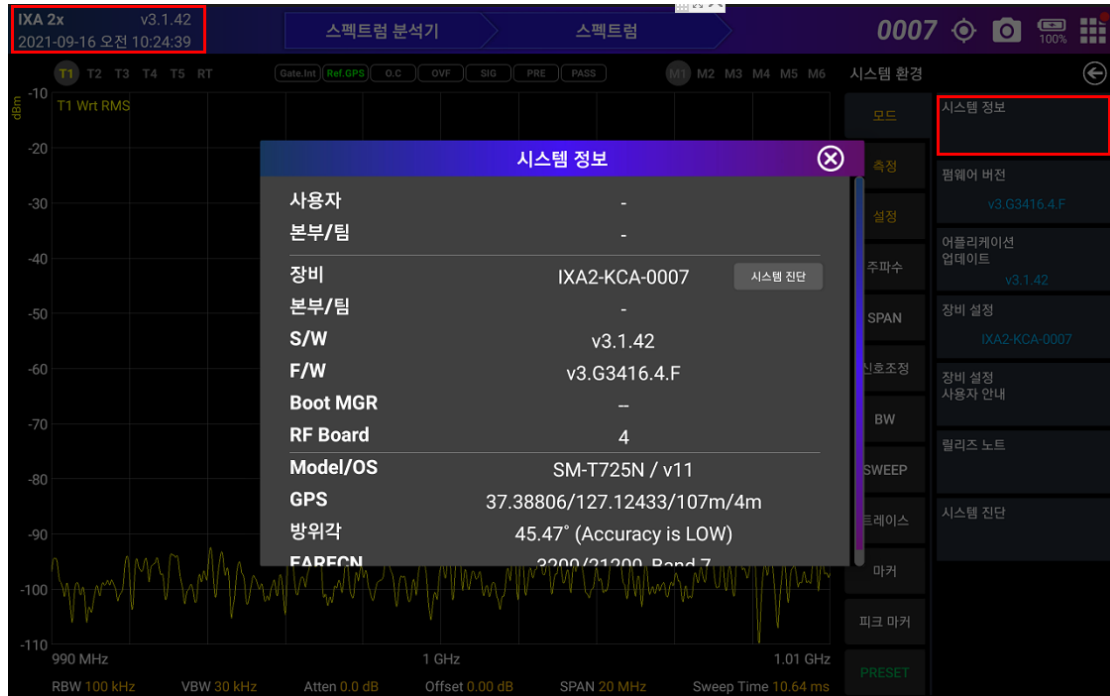 IXA 2x v3.1.42
2021-09-16 오전 10:24:39
스펙트럼 분석기 스펙트럼
0007
100%
T1 T2 T3 T4 T5 RT
Gate.Int Ref.GPS O.C OVF SIG PRE PASS
M1 M2 M3 M4 M5 M6
시스템 환경
dBm
-10
T1 Wrt RMS
-20
-30
-40
-50
-60
-70
-80
-90
-100
-110
시스템 정보
사용자 -
본부/팀 -
장비 IXA2-KCA-0007 시스템 진단
본부/팀 -
S/W v3.1.42
F/W v3.G3416.4.F
Boot MGR --
RF Board 4
Model/OS SM-T725N / v11
GPS 37.38806/127.12433/107m/4m
방위각 45.47° (Accuracy is LOW)
EARFCN 3200/21200 Band 7
모드
측정
설정
주파수
SPAN
신호조정
BW
SWEEP
트레이스
마커
피크 마커
PRESET
시스템 정보
펌웨어 버전
v3.G3416.4.F
어플리케이션
업데이트
v3.1.42
장비 설정
IXA2-KCA-0007
장비 설정
사용자 안내
릴리즈 노트
시스템 진단
990 MHz 1 GHz 1.01 GHz
RBW 100 kHz VBW 30 kHz Atten 0.0 dB Offset 0.00 dB SPAN 20 MHz Sweep Time 10.64 ms